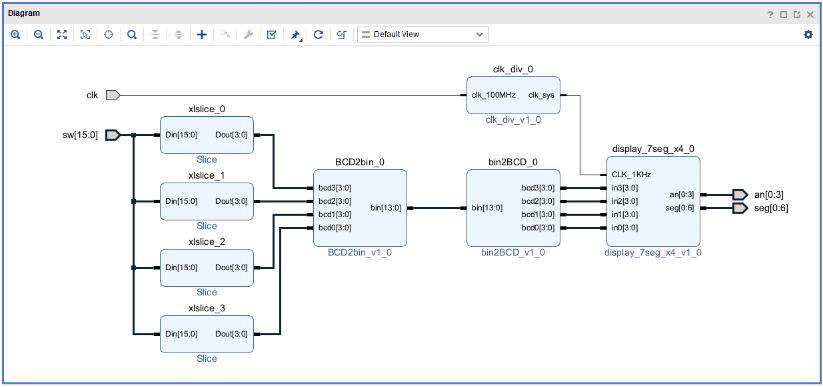 Diagram
Default View
clk_div_0
clk
clk_100MHz clk_sys
clk_div_v1_0
xlslice_0
sw[15:0]
Din[15:0] Dout[3:0]
Slice
xlslice_1
Din[15:0] Dout[3:0]
Slice
xlslice_2
Din[15:0] Dout[3:0]
Slice
xlslice_3
Din[15:0] Dout[3:0]
Slice
BCD2bin_0
bcd3[3:0]
bcd2[3:0]
bcd1[3:0]
bcd0[3:0]
bin[13:0]
BCD2bin_v1_0
bin2BCD_0
bin[13:0]
bcd3[3:0]
bcd2[3:0]
bcd1[3:0]
bcd0[3:0]
bin2BCD_v1_0
display_7seg_x4_0
CLK_1KHz
in3[3:0]
in2[3:0]
in1[3:0]
in0[3:0]
an[0:3]
seg[0:6]
display_7seg_x4_v1_0
an[0:3]
seg[0:6]